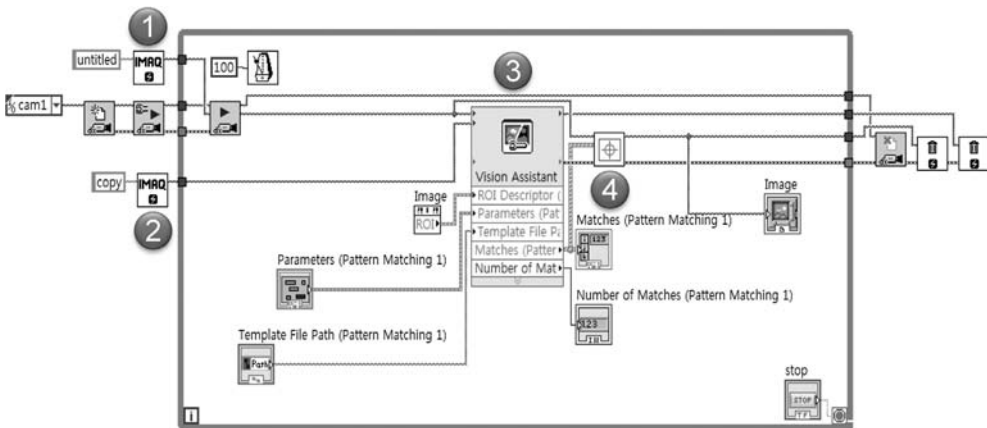 1
untitled
IMAQ
100
3
cam1
copy
IMAQ
2
Vision Assistant
ROI Descriptor (
Parameters (Pat
Template File Pa
Matches (Patter
Number of Mat
4
Image
ROI
Image
Matches (Pattern Matching 1)
123
Parameters (Pattern Matching 1)
Number of Matches (Pattern Matching 1)
123
Template File Path (Pattern Matching 1)
Path
stop
STOP
TF
i